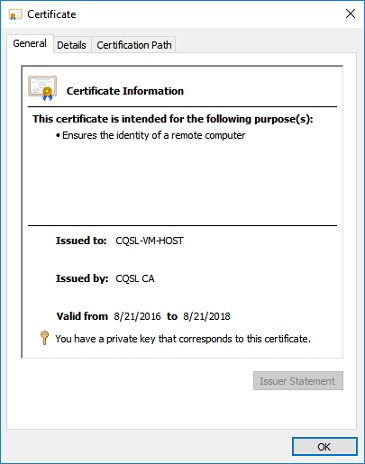 Certificate
General
Details
Certification Path
Certificate Information
This certificate is intended for the following purpose(s):
• Ensures the identity of a remote computer
Issued to: CQSL-VM-HOST
Issued by: CQSL CA
Valid from 8/21/2016 to 8/21/2018
You have a private key that corresponds to this certificate.
Issuer Statement
OK